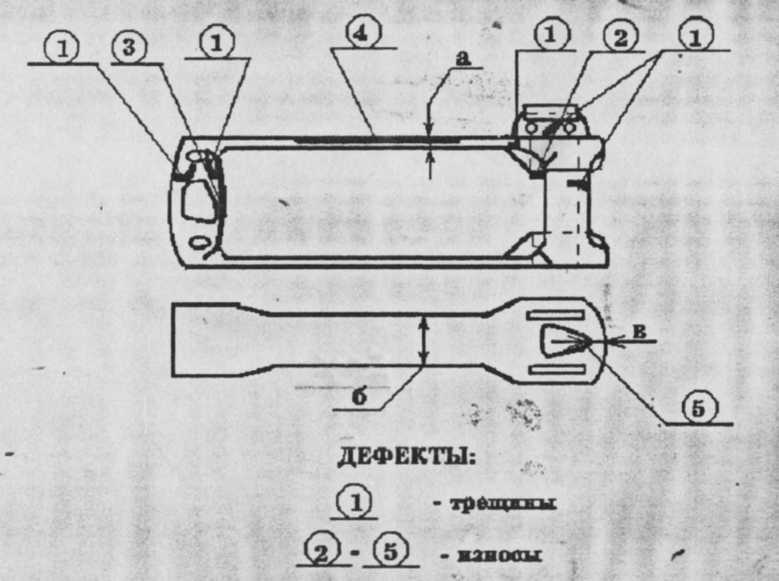 1 3 1 4 1 2 1
а
в
б
5
ДЕФЕКТЫ:
1 - трещины
2 - 5 - износы